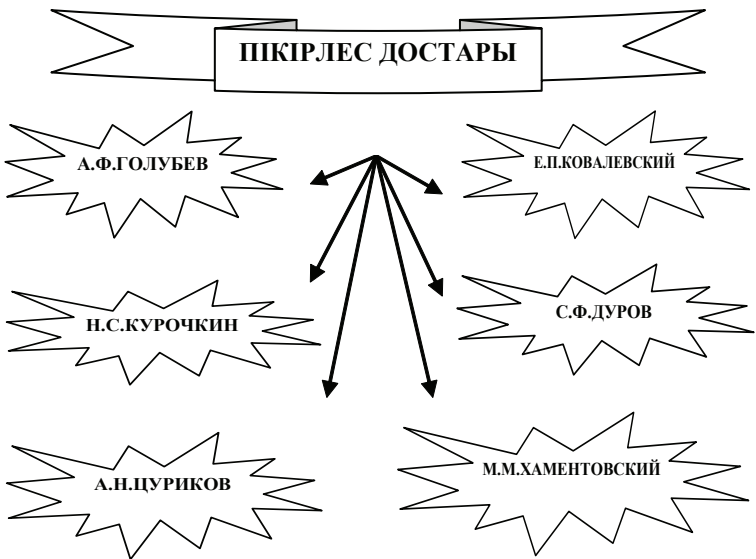 ПІКІРЛЕС ДОСТАРЫ
А.Ф.ГОЛУБЕВ
Е.П.КОВАЛЕВСКИЙ
Н.С.КУРОЧКИН
С.Ф.ДУРОВ
А.Н.ЦУРИКОВ
М.М.ХАМЕНТОВСКИЙ